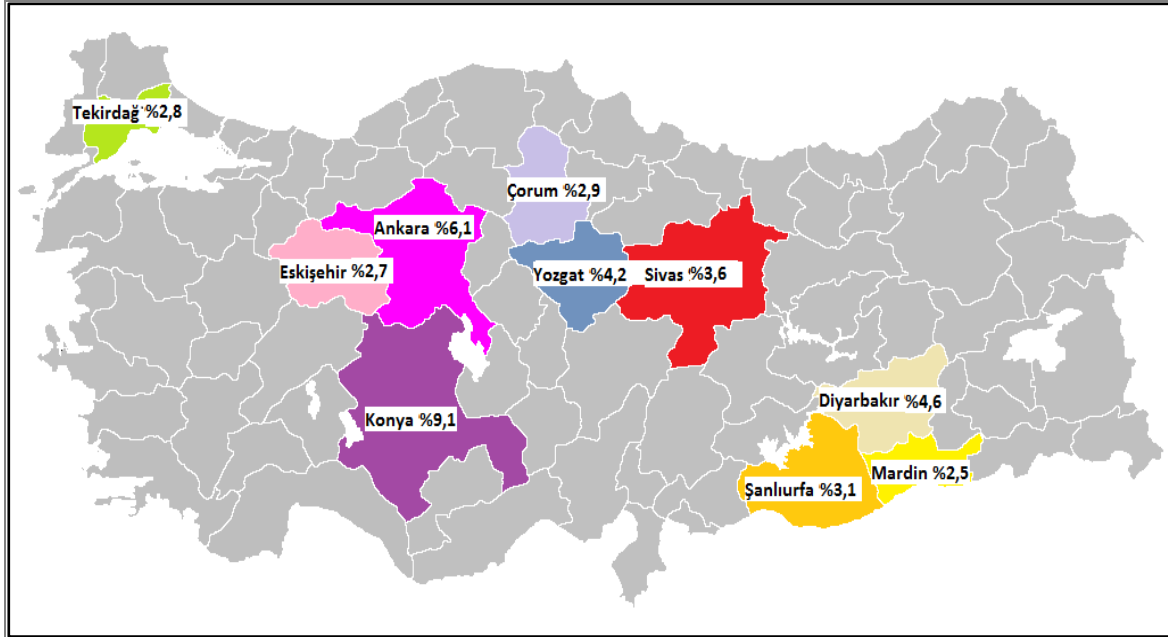 Tekirdağ %2,8
Çorum %2,9
Ankara %6,1
Eskişehir %2,7
Yozgat %4,2
Sivas %3,6
Diyarbakır %4,6
Konya %9,1
Mardin %2,5
Şanlıurfa %3,1